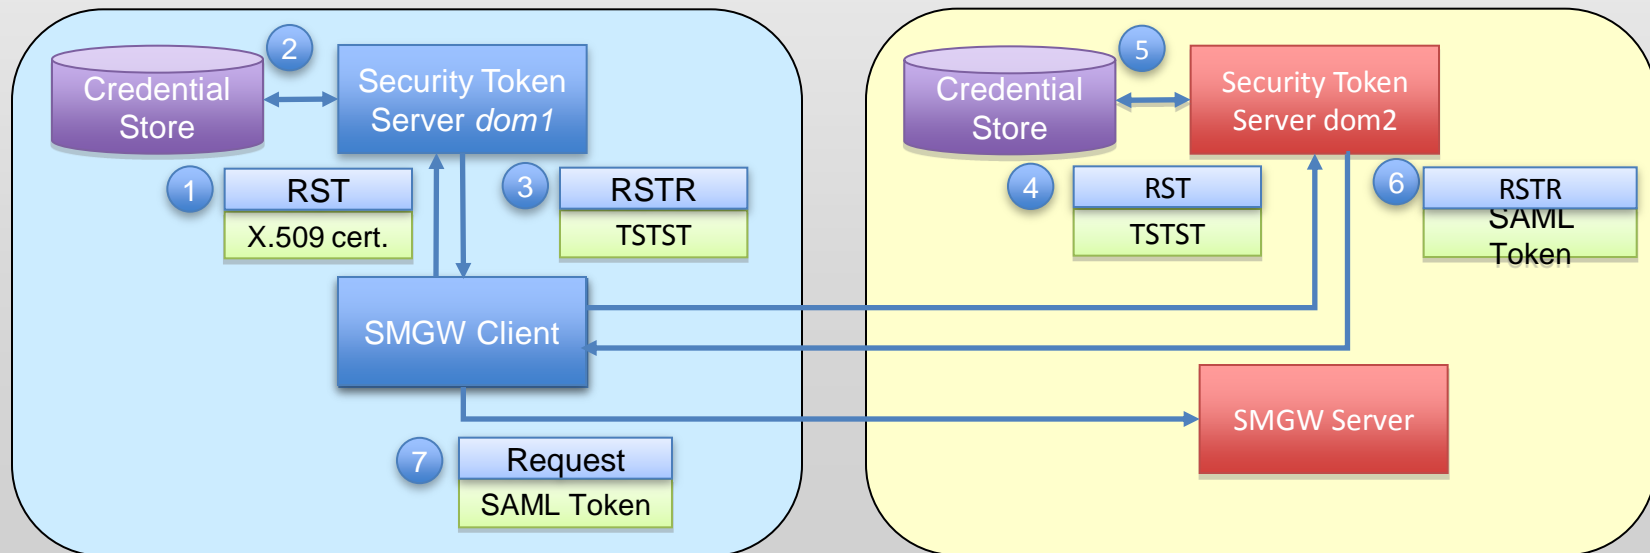 2
Credential
Store
Security Token
Server dom1
1
RST
X.509 cert.
3
RSTR
TSTST
SMGW Client
7
Request
SAML Token
5
Credential
Store
Security Token
Server dom2
4
RST
TSTST
6
RSTR
SAML
Token
SMGW Server